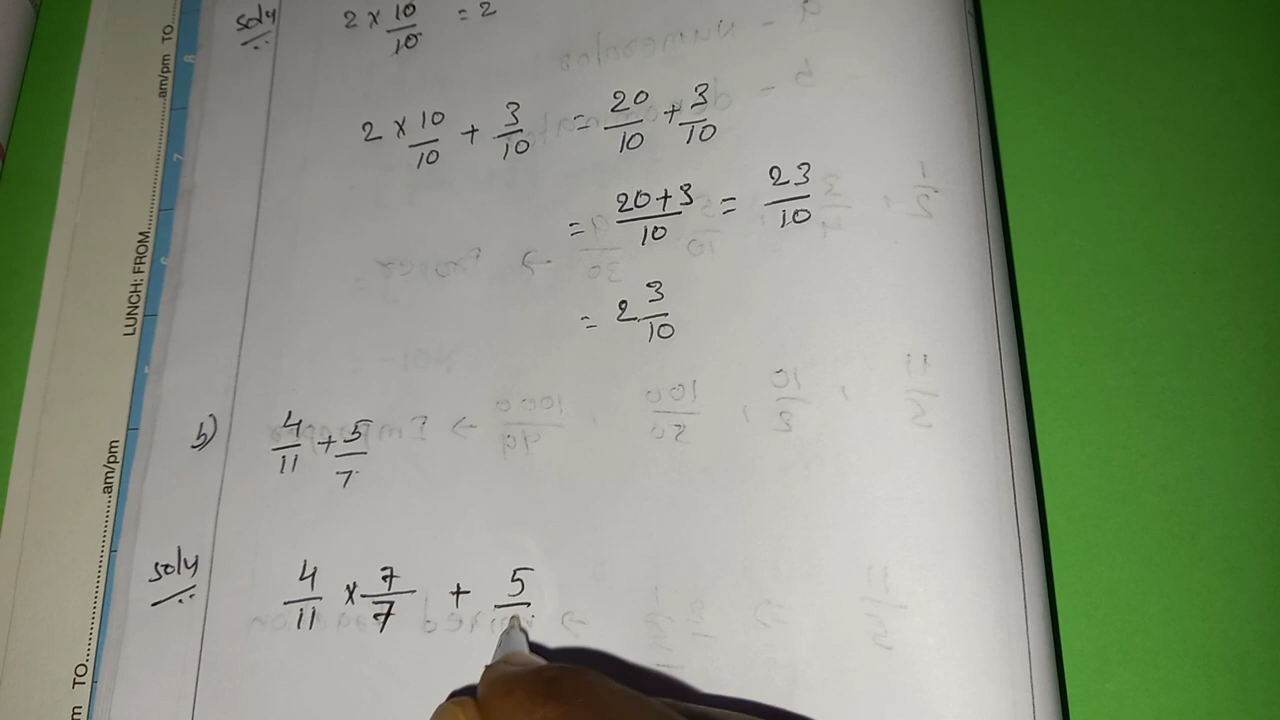 soln 2 × 10/10 = 2
2 × 10/10 + 3/10 = 20/10 + 3/10
= 20+3/10 = 23/10
= 2 3/10
b) 4/11 + 5/7
soln 4/11 × 7/7 + 5/
LUNCH: FROM..................am/pm TO
TO..................am/pm
8
7